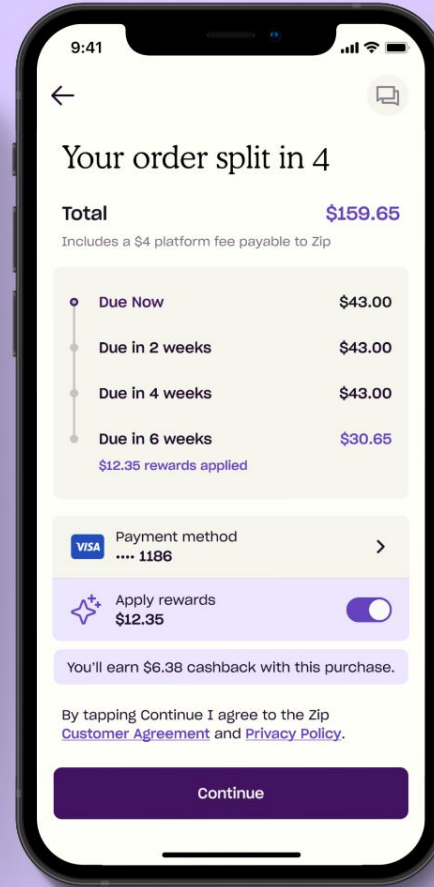 9:41
Your order split in 4
Total $159.65
Includes a $4 platform fee payable to Zip
Due Now $43.00
Due in 2 weeks $43.00
Due in 4 weeks $43.00
Due in 6 weeks $30.65
$12.35 rewards applied
VISA
Payment method
•••• 1186
Apply rewards
$12.35
You'll earn $6.38 cashback with this purchase.
By tapping Continue I agree to the Zip
Customer Agreement and Privacy Policy.
Continue